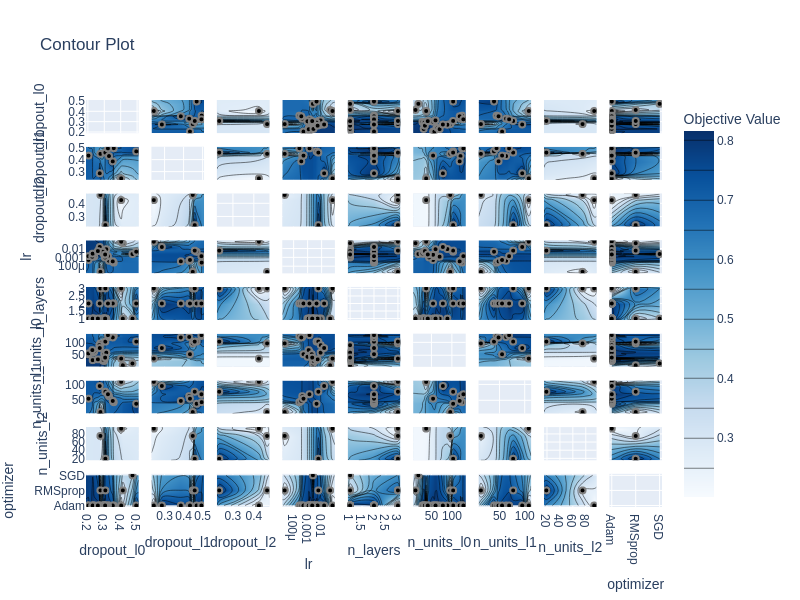 Contour Plot
Objective Value
0.8
0.7
0.6
0.5
0.4
0.3
dropout_l0
0.5
0.4
0.3
0.2
dropout_l1
0.5
0.4
0.3
dropout_l2
0.4
0.3
lr
0.01
0.001
100μ
n_layers
3
2.5
2
1.5
1
n_units_l0
100
50
n_units_l1
100
50
n_units_l2
80
60
40
20
optimizer
SGD
RMSprop
Adam
0.2 0.3 0.4 0.5
dropout_l0
0.3 0.4 0.5
dropout_l1
0.3 0.4
dropout_l2
100μ 0.001 0.01
lr
1 1.5 2 2.5 3
n_layers
50 100
n_units_l0
50 100
n_units_l1
20 40 60 80
n_units_l2
Adam RMSprop SGD
optimizer